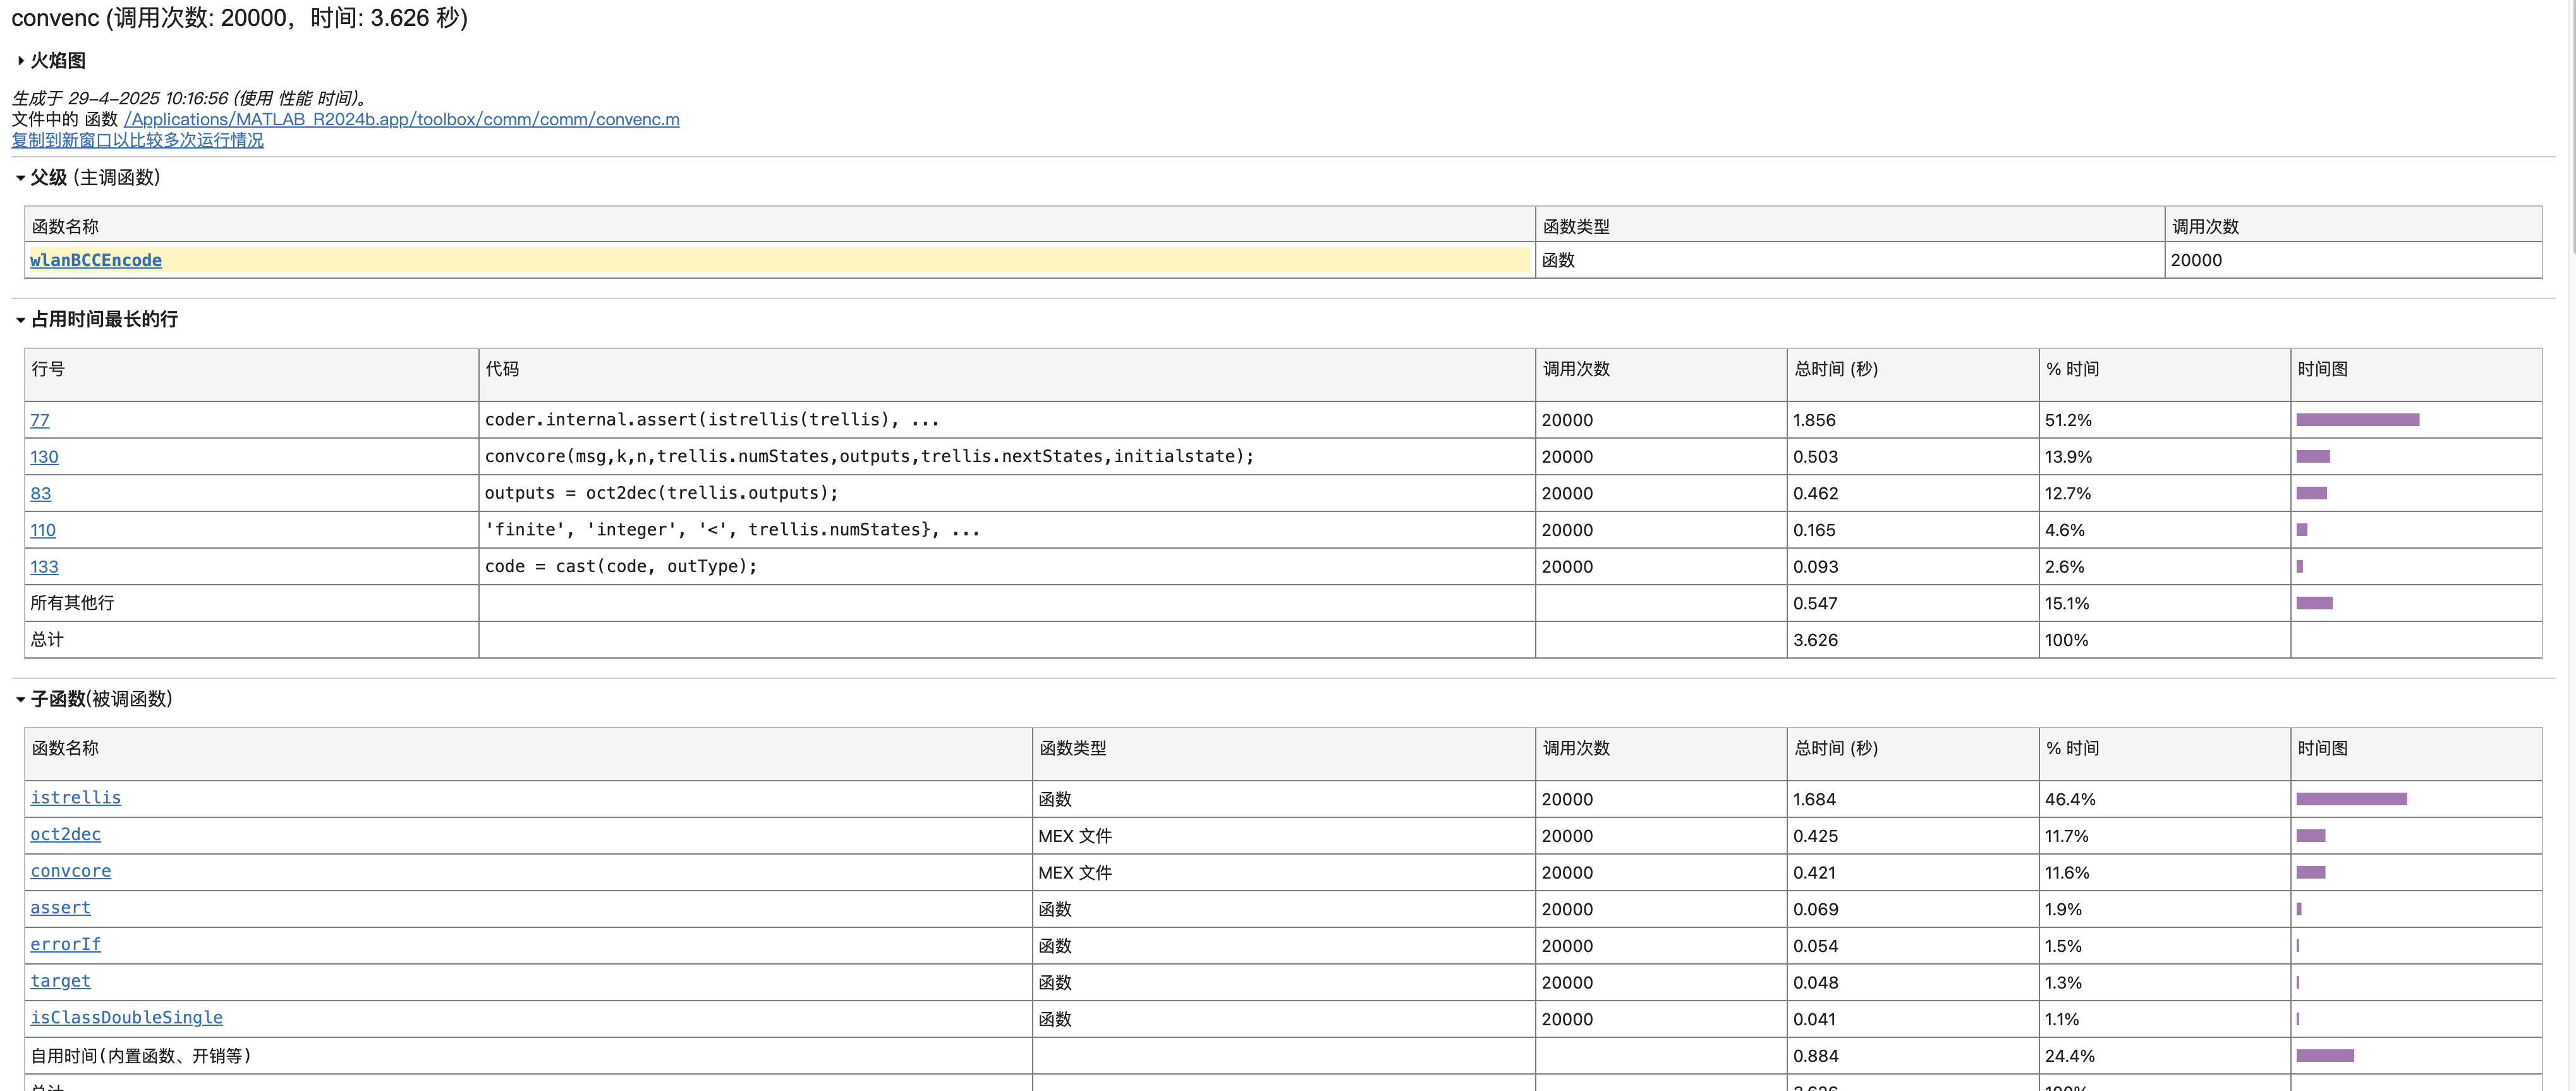 convenc (调用次数: 20000，时间: 3.626 秒)
火焰图
生成于 29-4-2025 10:16:56 (使用 性能 时间)。
文件中的 函数 /Applications/MATLAB_R2024b.app/toolbox/comm/comm/convenc.m
复制到新窗口以比较多次运行情况
父级 (主调函数)
函数名称 函数类型 调用次数
wlanBCCEncode 函数 20000
占用时间最长的行
行号 代码 调用次数 总时间 (秒) % 时间 时间图
77 coder.internal.assert(istrellis(trellis), ... 20000 1.856 51.2%
130 convcore(msg,k,n,trellis.numStates,outputs,trellis.nextStates,initialstate); 20000 0.503 13.9%
83 outputs = oct2dec(trellis.outputs); 20000 0.462 12.7%
110 'finite', 'integer', '<', trellis.numStates}, ... 20000 0.165 4.6%
133 code = cast(code, outType); 20000 0.093 2.6%
所有其他行 0.547 15.1%
总计 3.626 100%
子函数(被调函数)
函数名称 函数类型 调用次数 总时间 (秒) % 时间 时间图
istrellis 函数 20000 1.684 46.4%
oct2dec MEX 文件 20000 0.425 11.7%
convcore MEX 文件 20000 0.421 11.6%
assert 函数 20000 0.069 1.9%
errorIf 函数 20000 0.054 1.5%
target 函数 20000 0.048 1.3%
isClassDoubleSingle 函数 20000 0.041 1.1%
自用时间(内置函数、开销等) 0.884 24.4%
总计 3.626 100%